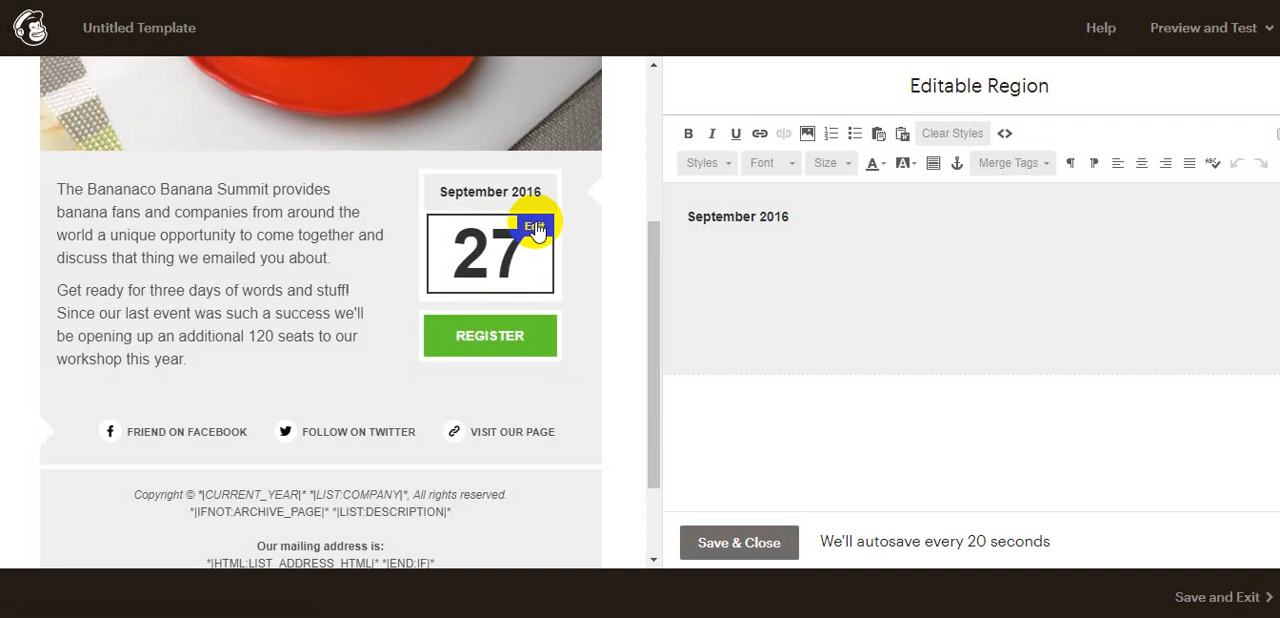 Untitled Template
Help
Preview and Test
The Bananaco Banana Summit provides
banana fans and companies from around the
world a unique opportunity to come together and
discuss that thing we emailed you about.
Get ready for three days of words and stuff!
Since our last event was such a success we'll
be opening up an additional 120 seats to our
workshop this year.
September 2016
Edit
27
REGISTER
FRIEND ON FACEBOOK
FOLLOW ON TWITTER
VISIT OUR PAGE
Copyright © *|CURRENT_YEAR|* *|LIST:COMPANY|*, All rights reserved.
*|IFNOT:ARCHIVE_PAGE|* *|LIST:DESCRIPTION|*
Our mailing address is:
*|HTML:LIST_ADDRESS_HTML|* *|END:IF|*
Editable Region
B I U
Clear Styles
Styles
Font
Size
A
A
Merge Tags
ABC
September 2016
Save & Close
We'll autosave every 20 seconds
Save and Exit